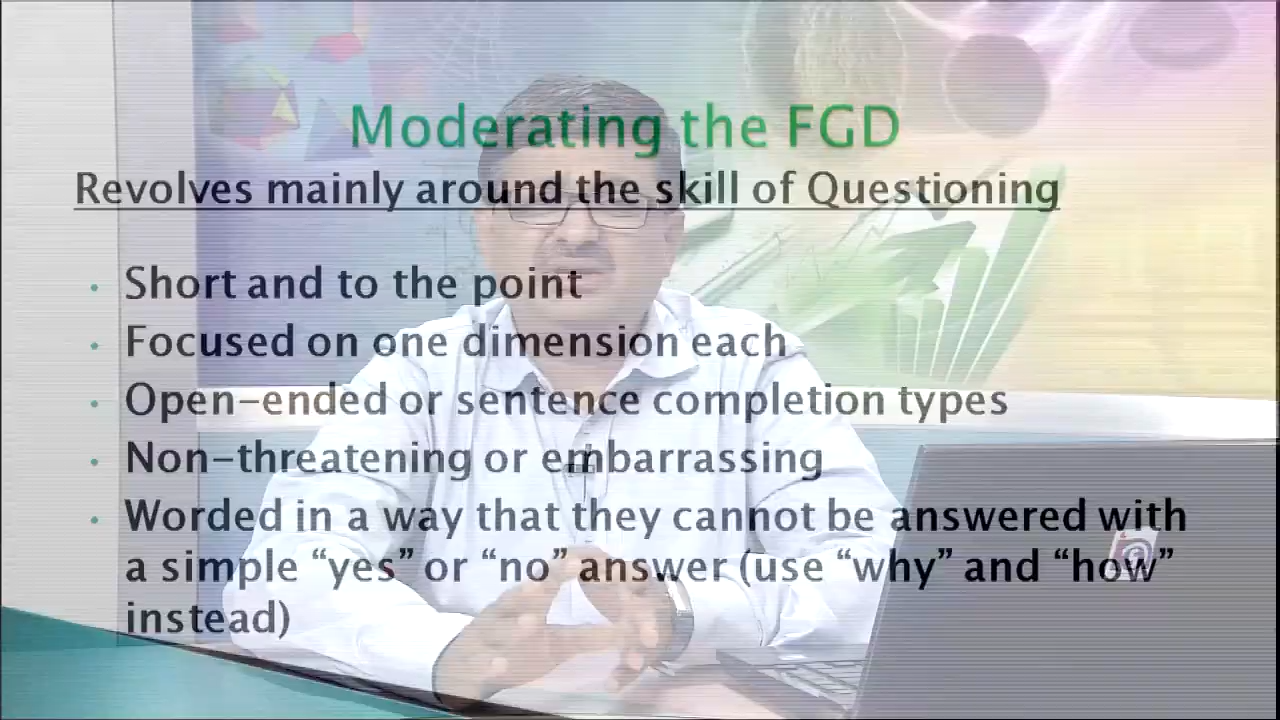 Moderating the FGD
Revolves mainly around the skill of Questioning
• Short and to the point
• Focused on one dimension each
• Open-ended or sentence completion types
• Non-threatening or embarrassing
• Worded in a way that they cannot be answered with
a simple “yes” or “no” answer (use “why” and “how”
instead)